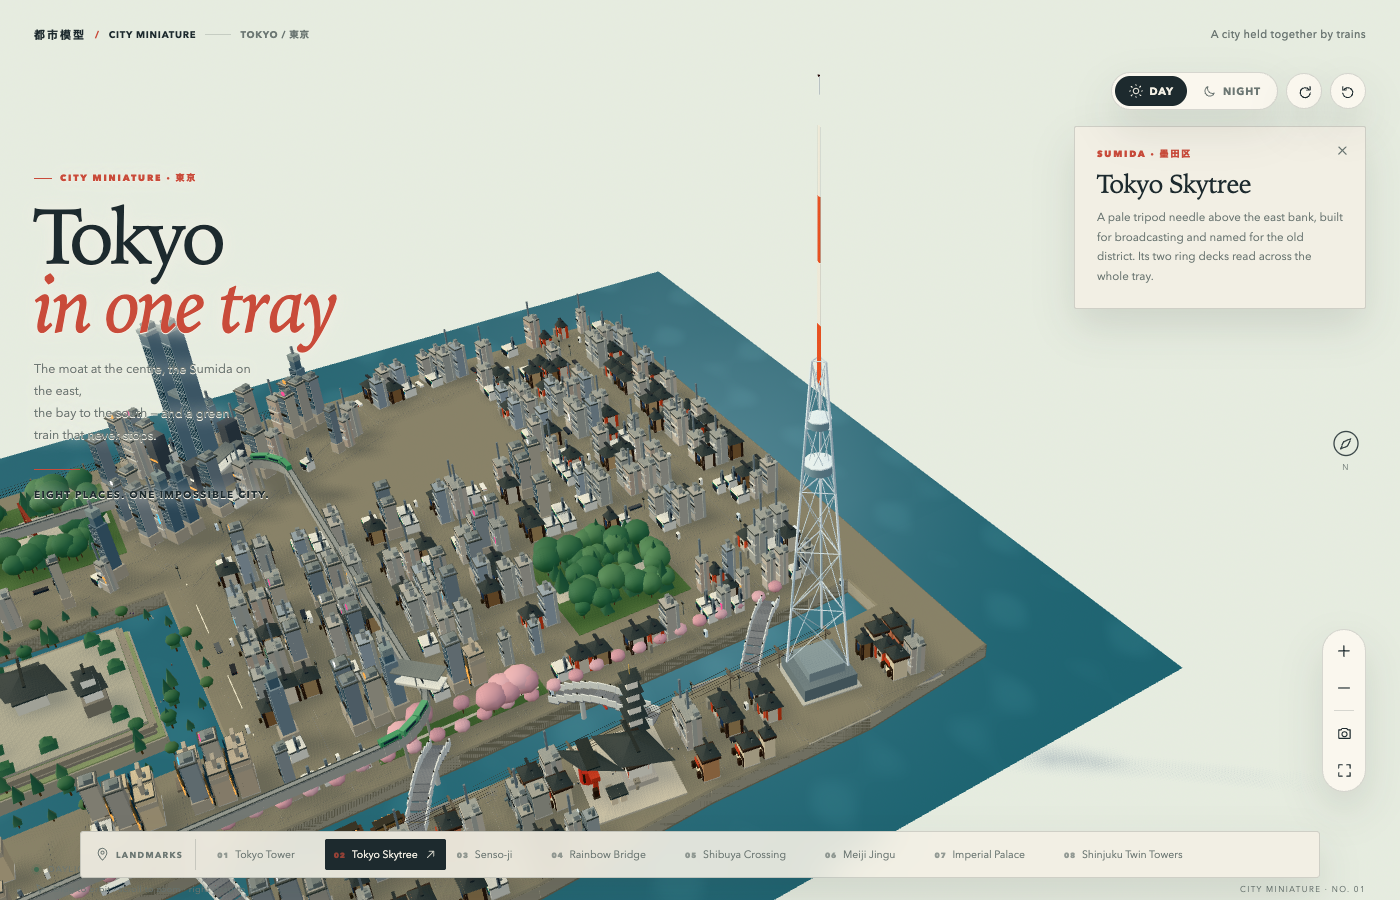 都市模型 / CITY MINIATURE TOKYO / 東京
A city held together by trains
DAY NIGHT
SUMIDA · 墨田区
Tokyo Skytree
A pale tripod needle above the east bank, built
for broadcasting and named for the old
district. Its two ring decks read across the
whole tray.
CITY MINIATURE · 東京
Tokyo
in one tray
The moat at the centre, the Sumida on
the east,
the bay to the south — and a green
train that never stops.
EIGHT PLACES. ONE IMPOSSIBLE CITY.
N
LANDMARKS 01 Tokyo Tower 02 Tokyo Skytree 03 Senso-ji 04 Rainbow Bridge 05 Shibuya Crossing 06 Meiji Jingu 07 Imperial Palace 08 Shinjuku Twin Towers
CITY MINIATURE · NO. 01